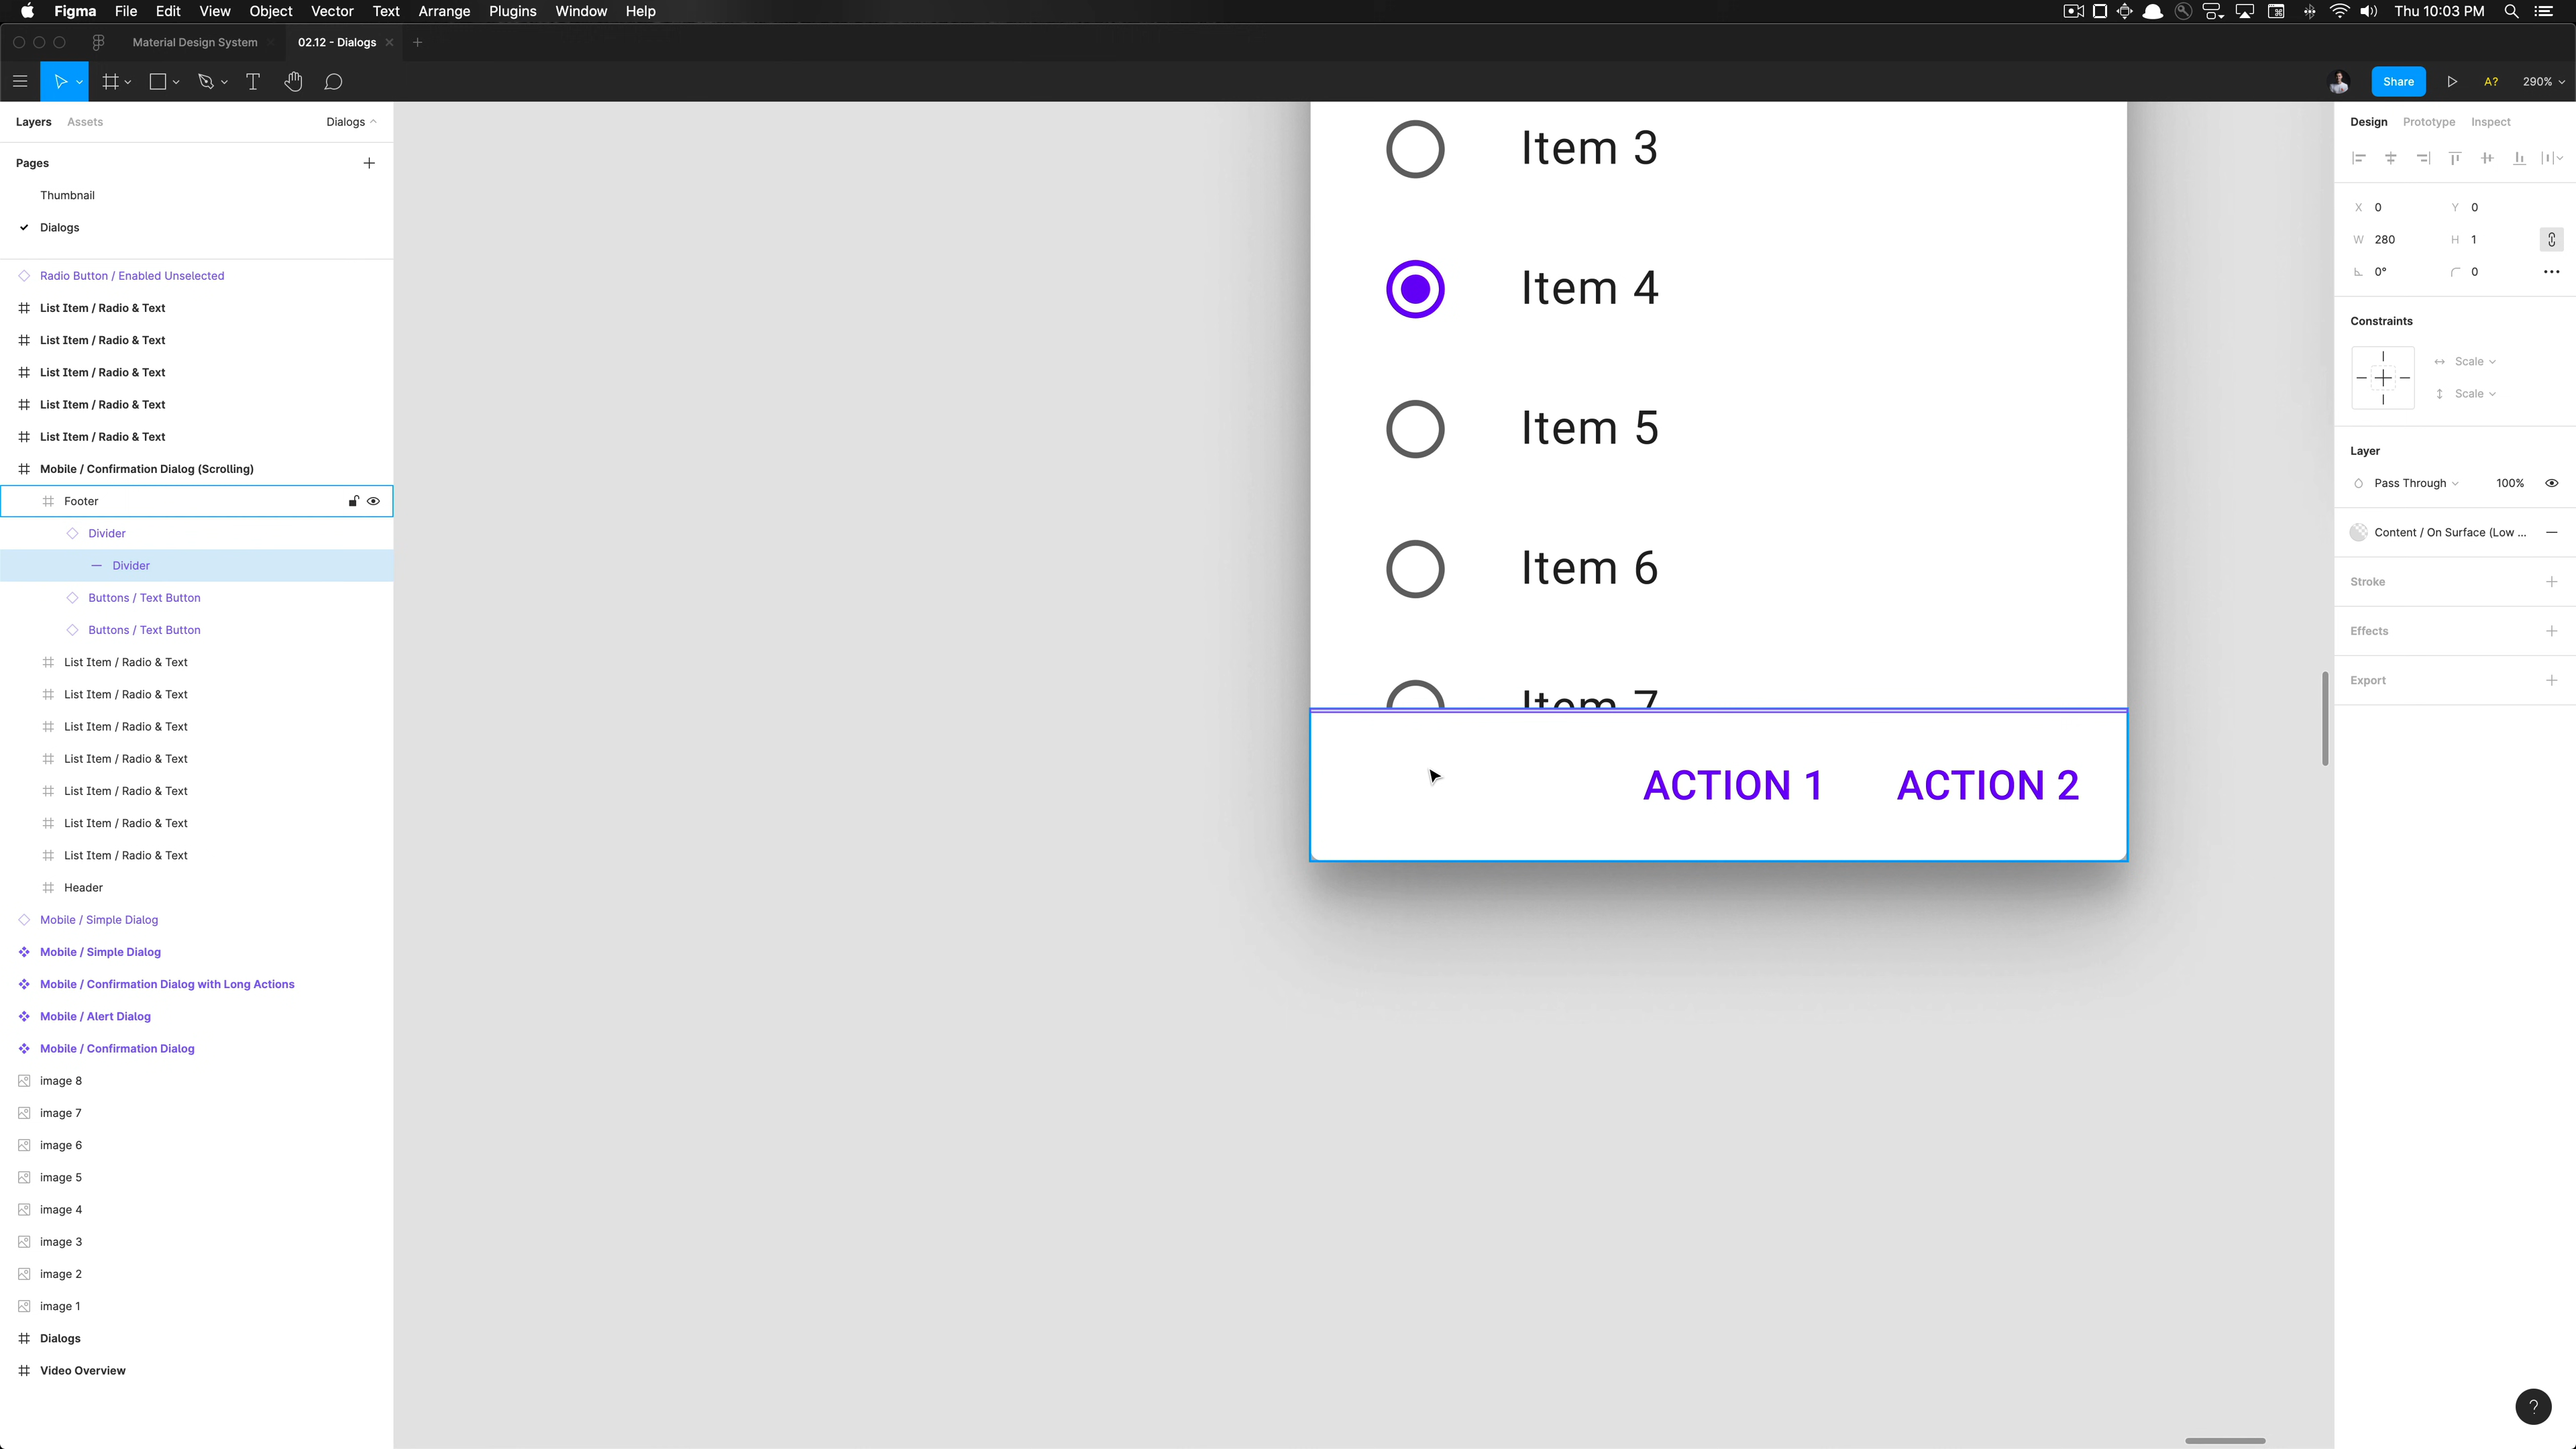 Figma File Edit View Object Vector Text Arrange Plugins Window Help Thu 10:03 PM
Material Design System 02.12 - Dialogs
Share A? 290%
Layers Assets Dialogs
Pages
Thumbnail
Dialogs
Radio Button / Enabled Unselected
List Item / Radio & Text
List Item / Radio & Text
List Item / Radio & Text
List Item / Radio & Text
List Item / Radio & Text
Mobile / Confirmation Dialog (Scrolling)
Footer
Divider
Divider
Buttons / Text Button
Buttons / Text Button
List Item / Radio & Text
List Item / Radio & Text
List Item / Radio & Text
List Item / Radio & Text
List Item / Radio & Text
List Item / Radio & Text
List Item / Radio & Text
Header
Mobile / Simple Dialog
Mobile / Simple Dialog
Mobile / Confirmation Dialog with Long Actions
Mobile / Alert Dialog
Mobile / Confirmation Dialog
image 8
image 7
image 6
image 5
image 4
image 3
image 2
image 1
Dialogs
Video Overview
Item 3
Item 4
Item 5
Item 6
Item 7
ACTION 1 ACTION 2
Design Prototype Inspect
X 0 Y 0
W 280 H 1
0° 0
Constraints
Scale
Scale
Layer
Pass Through 100%
Content / On Surface (Low ...
Stroke
Effects
Export
?